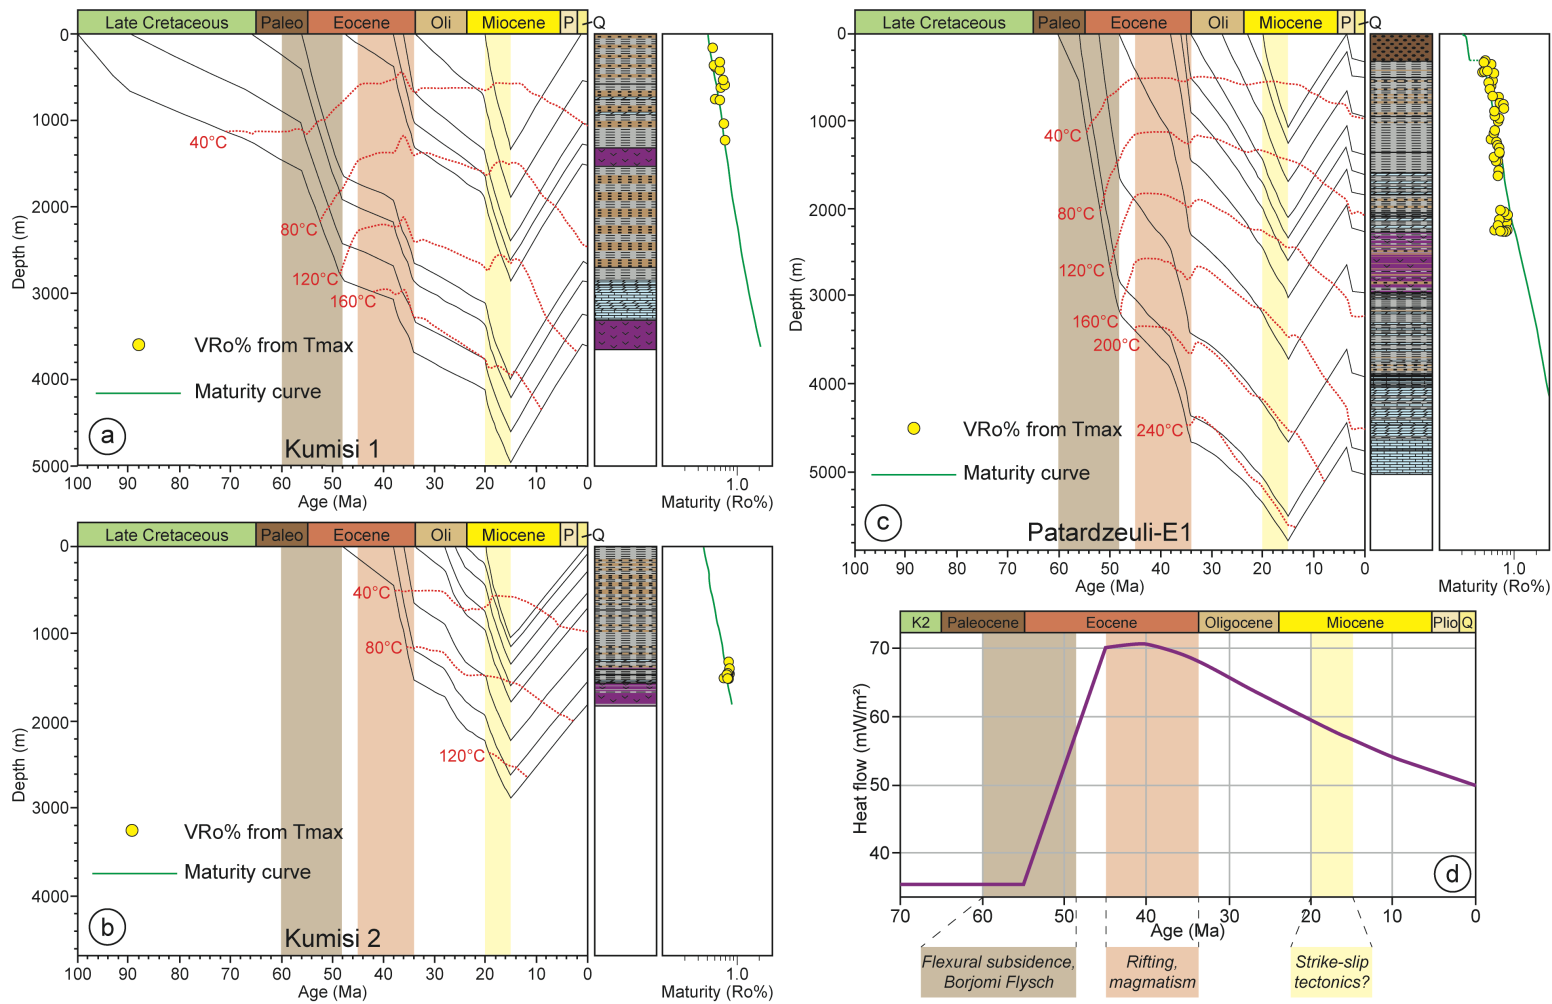 Late Cretaceous Paleo Eocene Oli Miocene P Q
0
1000
2000
3000
4000
5000
Depth (m)
40°C
80°C
120°C
160°C
VRo% from Tmax
Maturity curve
a
Kumisi 1
100 90 80 70 60 50 40 30 20 10 0
Age (Ma)
1.0
Maturity (Ro%)
Late Cretaceous Paleo Eocene Oli Miocene P Q
0
1000
2000
3000
4000
Depth (m)
40°C
80°C
120°C
VRo% from Tmax
Maturity curve
b
Kumisi 2
100 90 80 70 60 50 40 30 20 10 0
Age (Ma)
1.0
Maturity (Ro%)
Late Cretaceous Paleo Eocene Oli Miocene P Q
0
1000
2000
3000
4000
5000
Depth (m)
40°C
80°C
120°C
160°C
200°C
240°C
VRo% from Tmax
Maturity curve
c
Patardzeuli-E1
100 90 80 70 60 50 40 30 20 10 0
Age (Ma)
1.0
Maturity (Ro%)
K2 Paleocene Eocene Oligocene Miocene Plio Q
70
60
50
40
Heat flow (mW/m²)
d
70 60 50 40 30 20 10 0
Age (Ma)
Flexural subsidence,
Borjomi Flysch
Rifting,
magmatism
Strike-slip
tectonics?